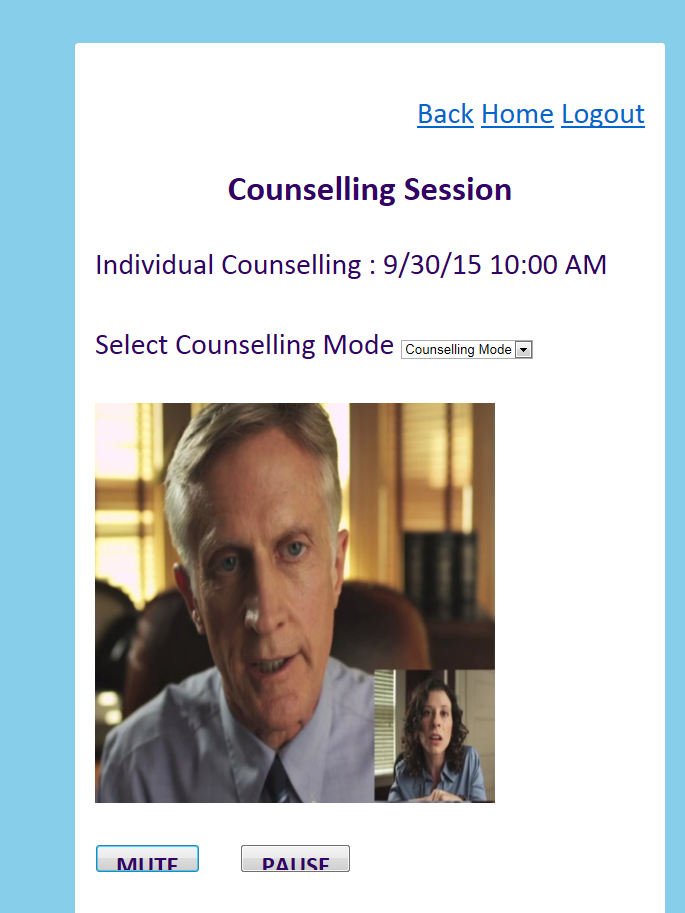 Back Home Logout
Counselling Session
Individual Counselling : 9/30/15 10:00 AM
Select Counselling Mode Counselling Mode
MUTE PAUSE